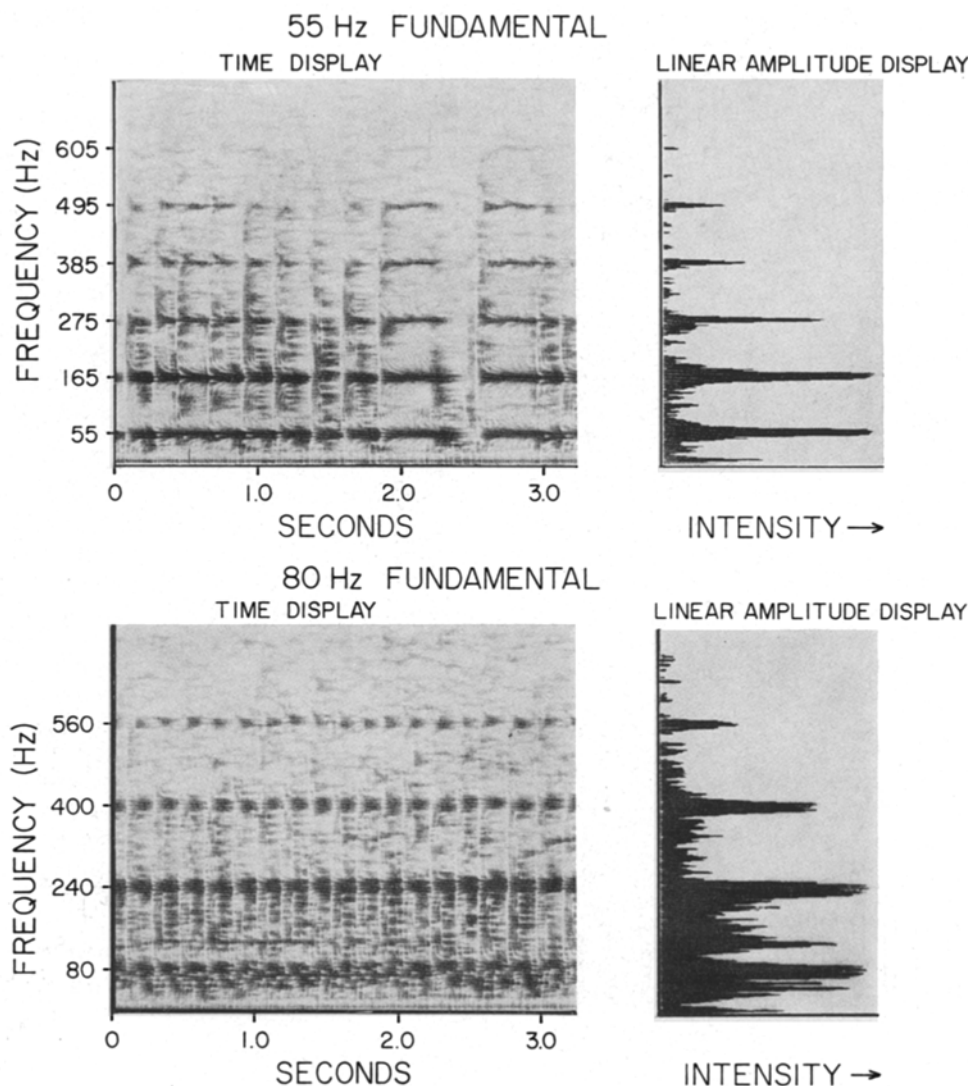 55 Hz FUNDAMENTAL
TIME DISPLAY
LINEAR AMPLITUDE DISPLAY
FREQUENCY (Hz)
605
495
385
275
165
55
0 1.0 2.0 3.0
SECONDS
INTENSITY →
80 Hz FUNDAMENTAL
TIME DISPLAY
LINEAR AMPLITUDE DISPLAY
FREQUENCY (Hz)
560
400
240
80
0 1.0 2.0 3.0
SECONDS
INTENSITY →